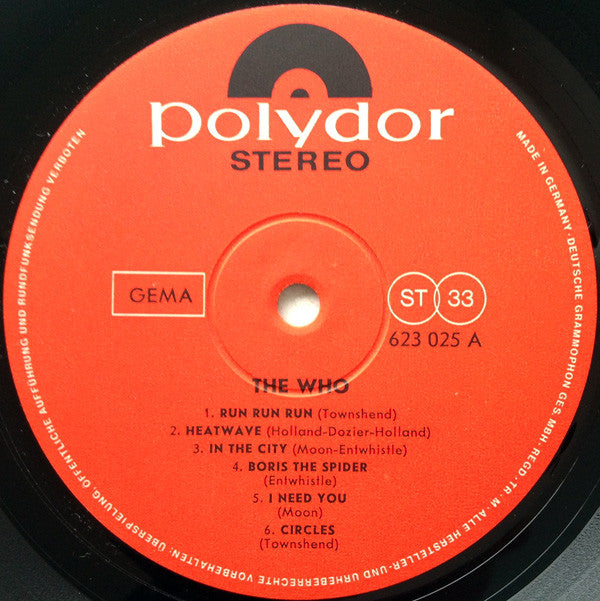 polydor
STEREO
GEMA
ST 33
623 025 A
THE WHO
1. RUN RUN RUN (Townshend)
2. HEATWAVE (Holland-Dozier-Holland)
3. IN THE CITY (Moon-Entwhistle)
4. BORIS THE SPIDER
(Entwhistle)
5. I NEED YOU
(Moon)
6. CIRCLES
(Townshend)
MADE IN GERMANY · DEUTSCHE GRAMMOPHON GES. MBH · REGD · TR · M · ALLE HERSTELLER- UND URHEBERRECHTE VORBEHALTEN. ÜBERSPIELUNG, ÖFFENTLICHE AUFFÜHRUNG UND RUNDFUNKSENDUNG VERBOTEN